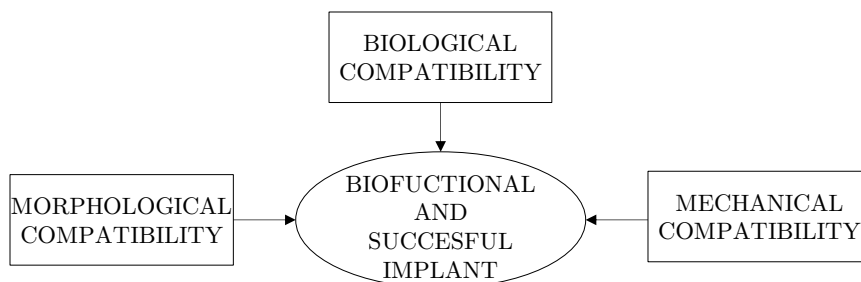 BIOLOGICAL
COMPATIBILITY
MORPHOLOGICAL
COMPATIBILITY
BIOFUCTIONAL
AND
SUCCESFUL
IMPLANT
MECHANICAL
COMPATIBILITY